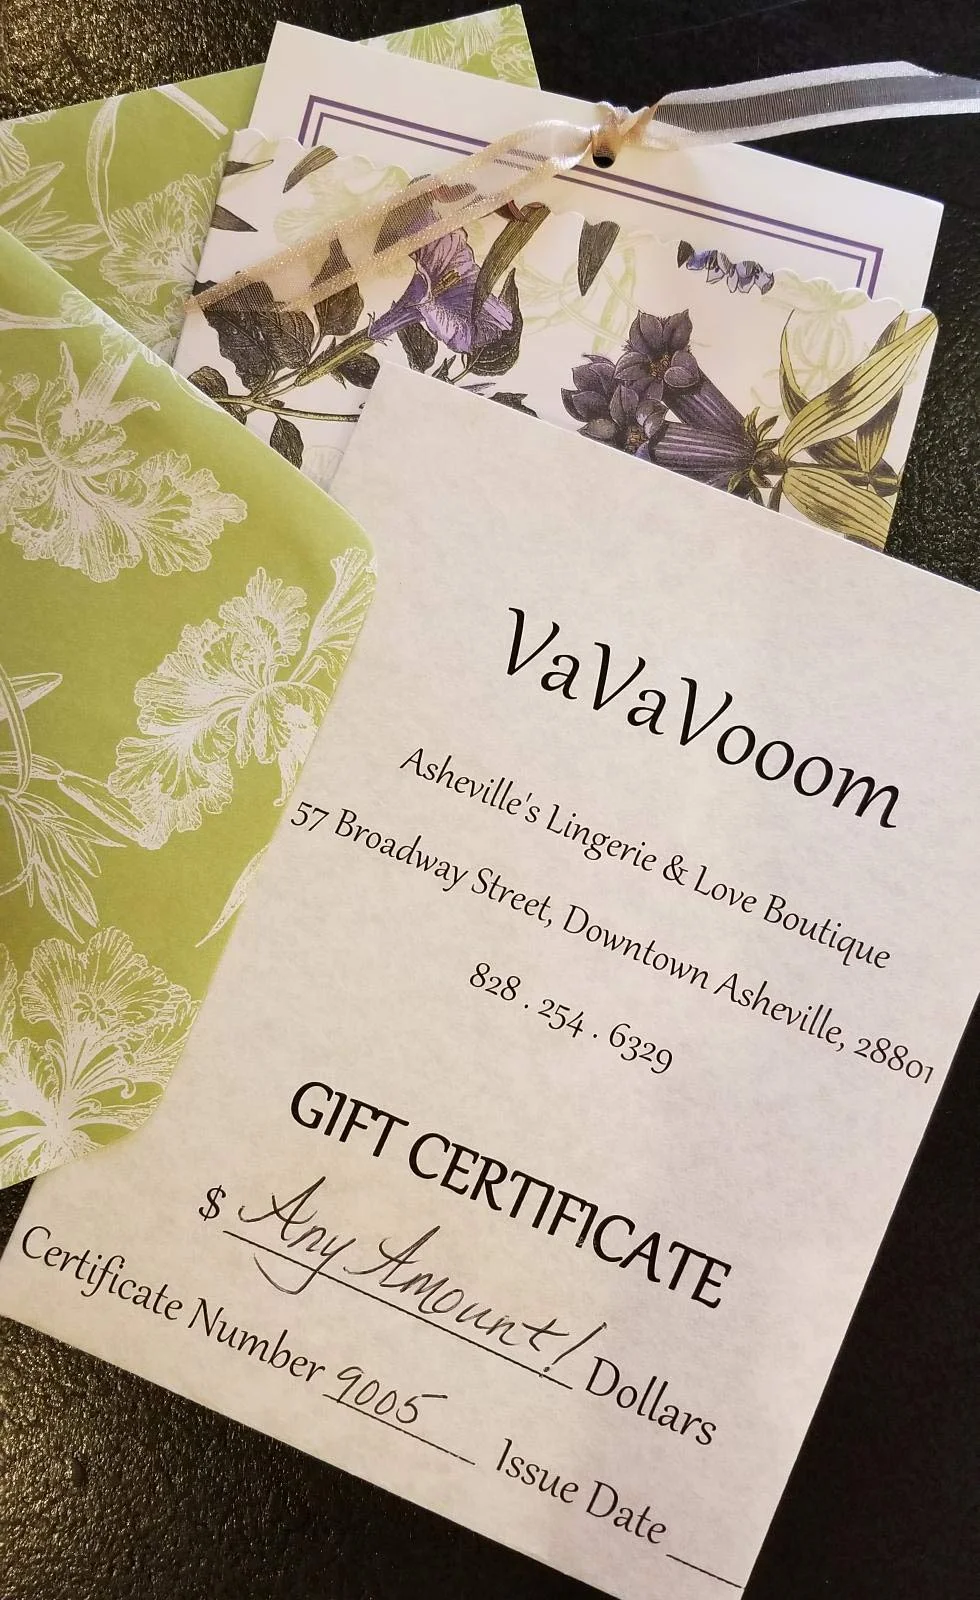 VaVaVooom
Asheville's Lingerie & Love Boutique
57 Broadway Street, Downtown Asheville, 28801
828 . 254 . 6329
GIFT CERTIFICATE
$ Any Amount! Dollars
Certificate Number 9005 Issue Date